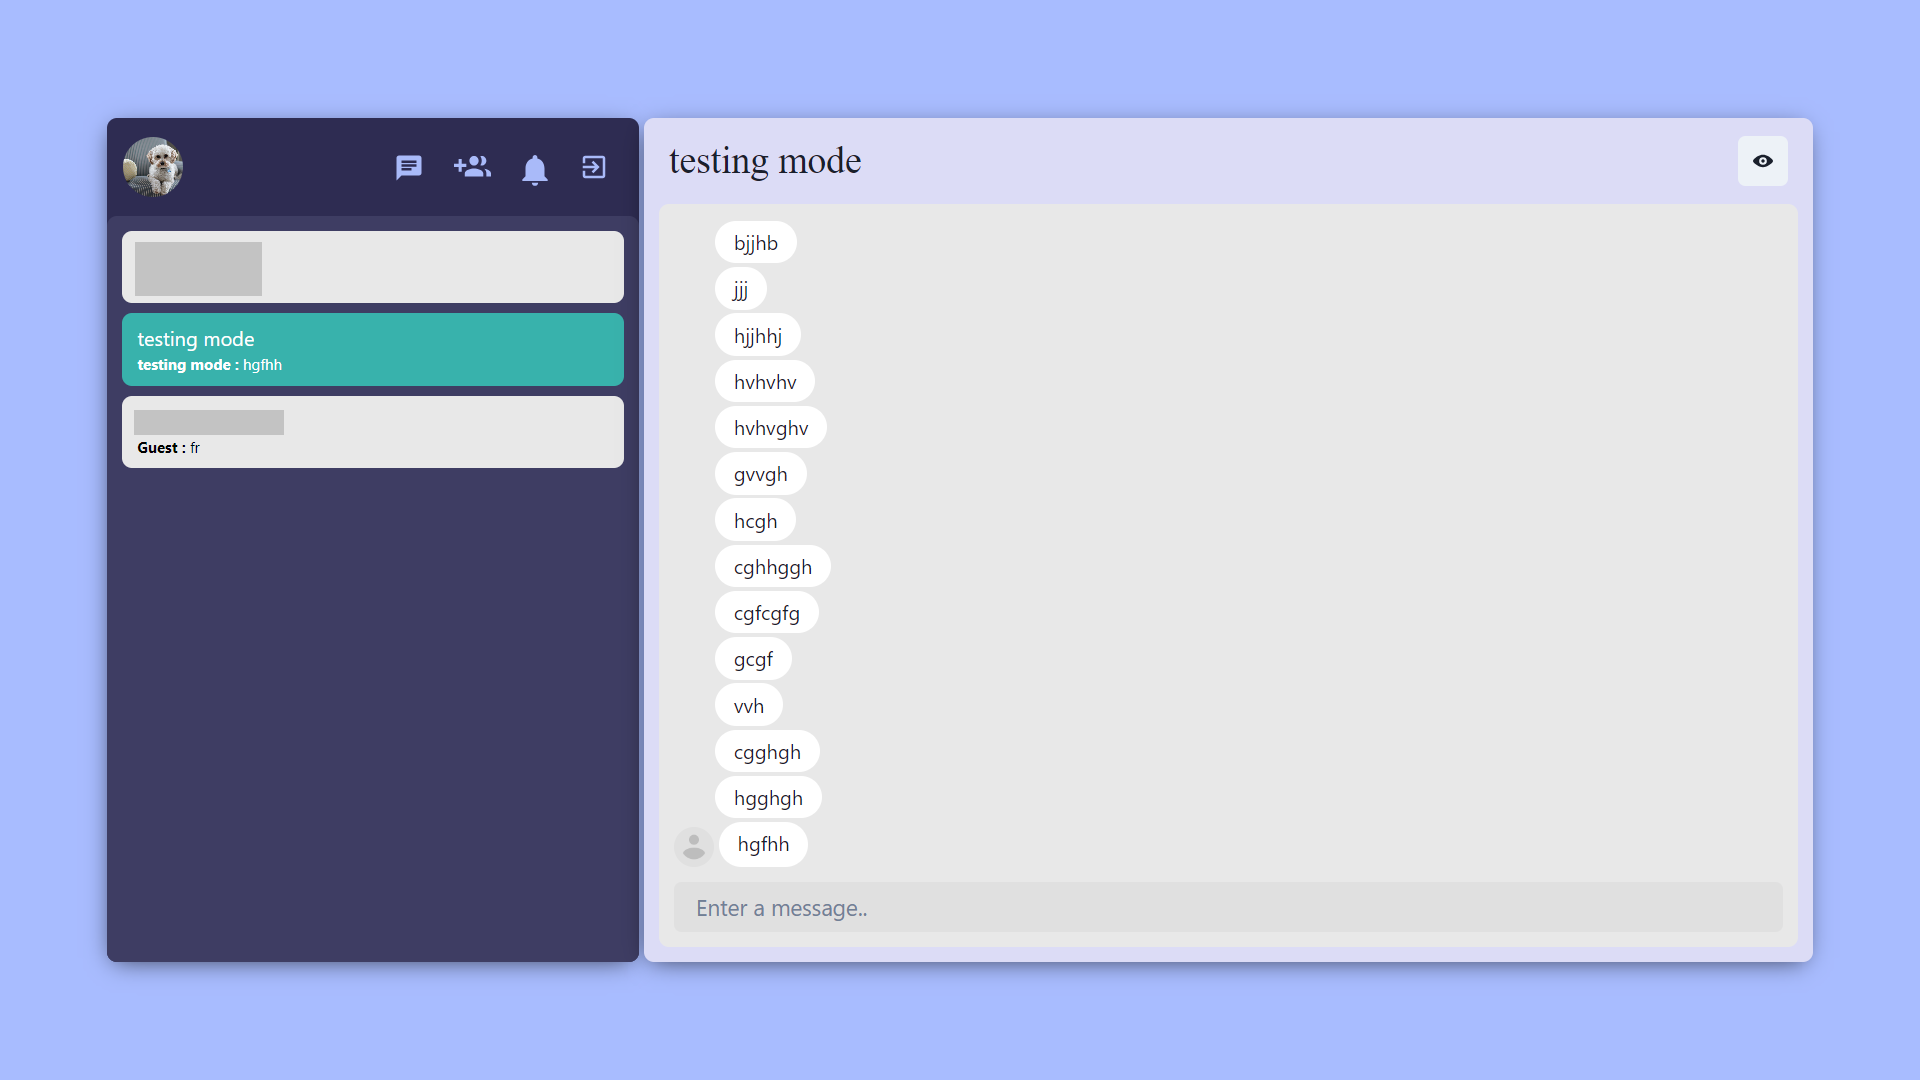 testing mode
testing mode : hgfhh
Guest : fr
testing mode
bjjhb
jjj
hjjhhj
hvhvhv
hvhvghv
gvvgh
hcgh
cghhggh
cgfcgfg
gcgf
vvh
cgghgh
hgghgh
hgfhh
Enter a message..